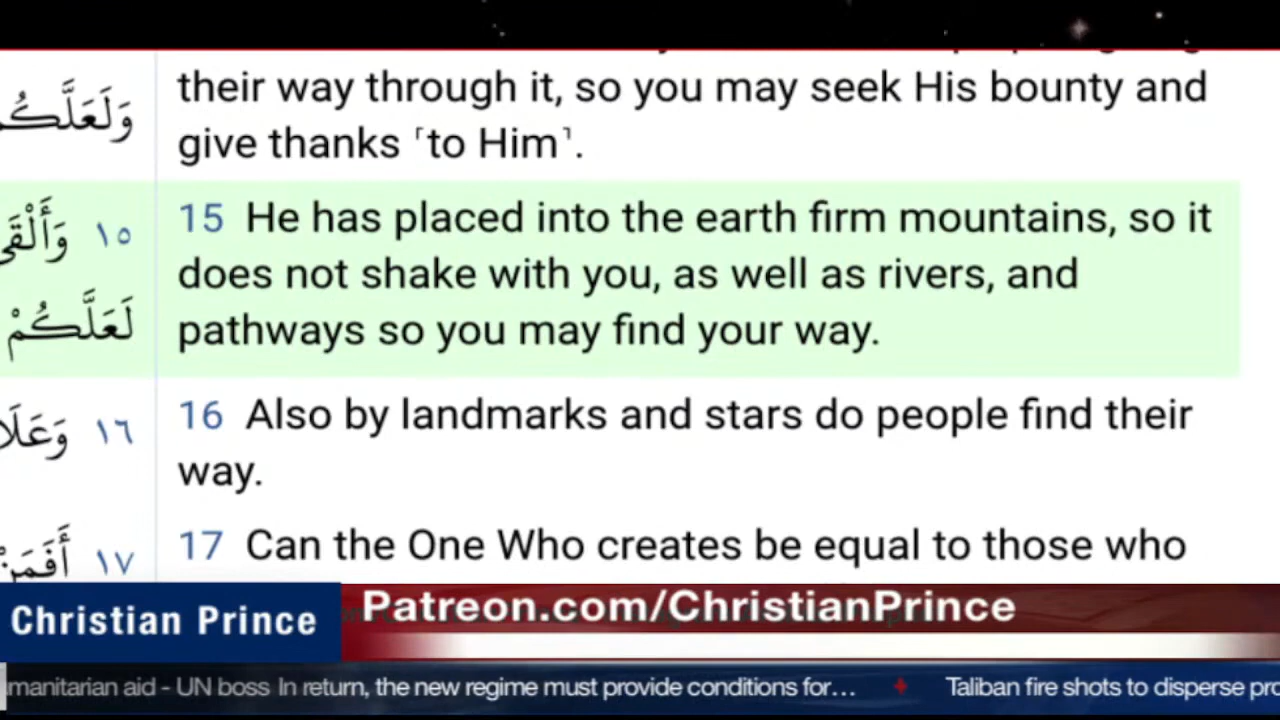 their way through it, so you may seek His bounty and
give thanks ˹to Him˺.
وَلَعَلَّكُم
15 He has placed into the earth firm mountains, so it
does not shake with you, as well as rivers, and
pathways so you may find your way.
١٥ وَأَلْقَى
لَعَلَّكُمْ
16 Also by landmarks and stars do people find their
way.
١٦
17 Can the One Who creates be equal to those who
١٧ أَفَمَن
Christian Prince
Patreon.com/ChristianPrince
manitarian aid - UN boss In return, the new regime must provide conditions for… Taliban fire shots to disperse pro